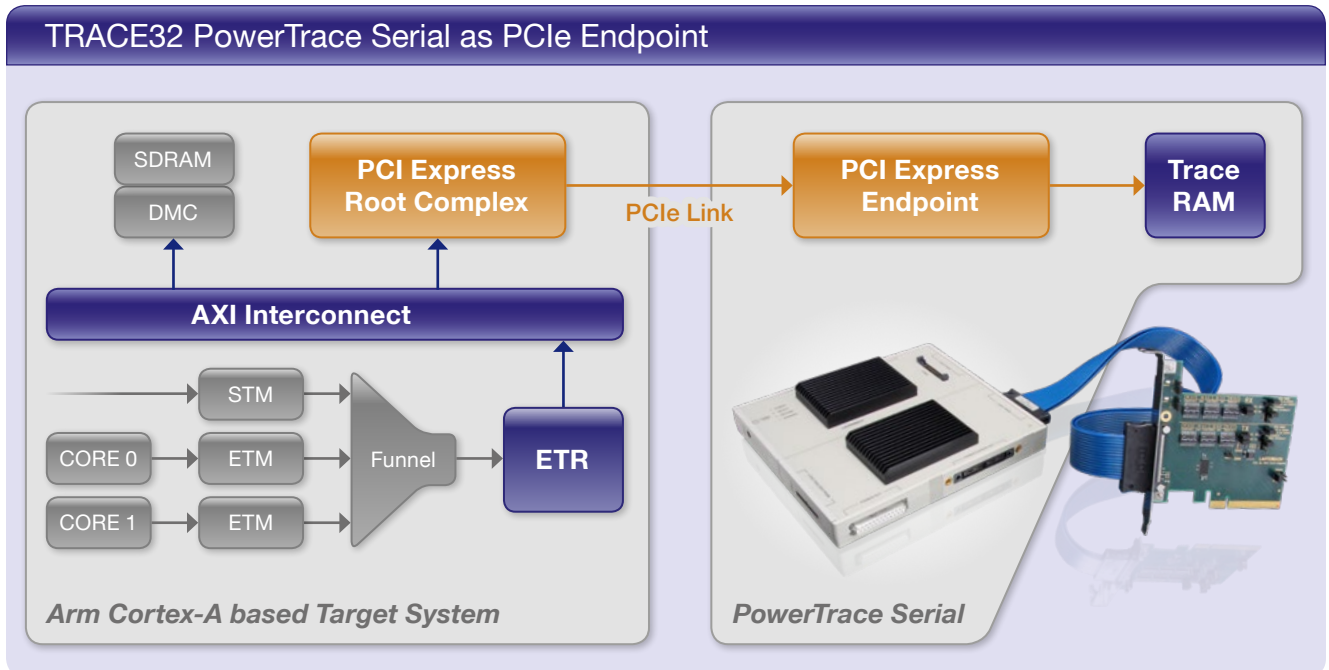 TRACE32 PowerTrace Serial as PCIe Endpoint
SDRAM
DMC
PCI Express
Root Complex
PCIe Link
PCI Express
Endpoint
Trace
RAM
AXI Interconnect
STM
CORE 0
ETM
Funnel
ETR
CORE 1
ETM
Arm Cortex-A based Target System
PowerTrace Serial